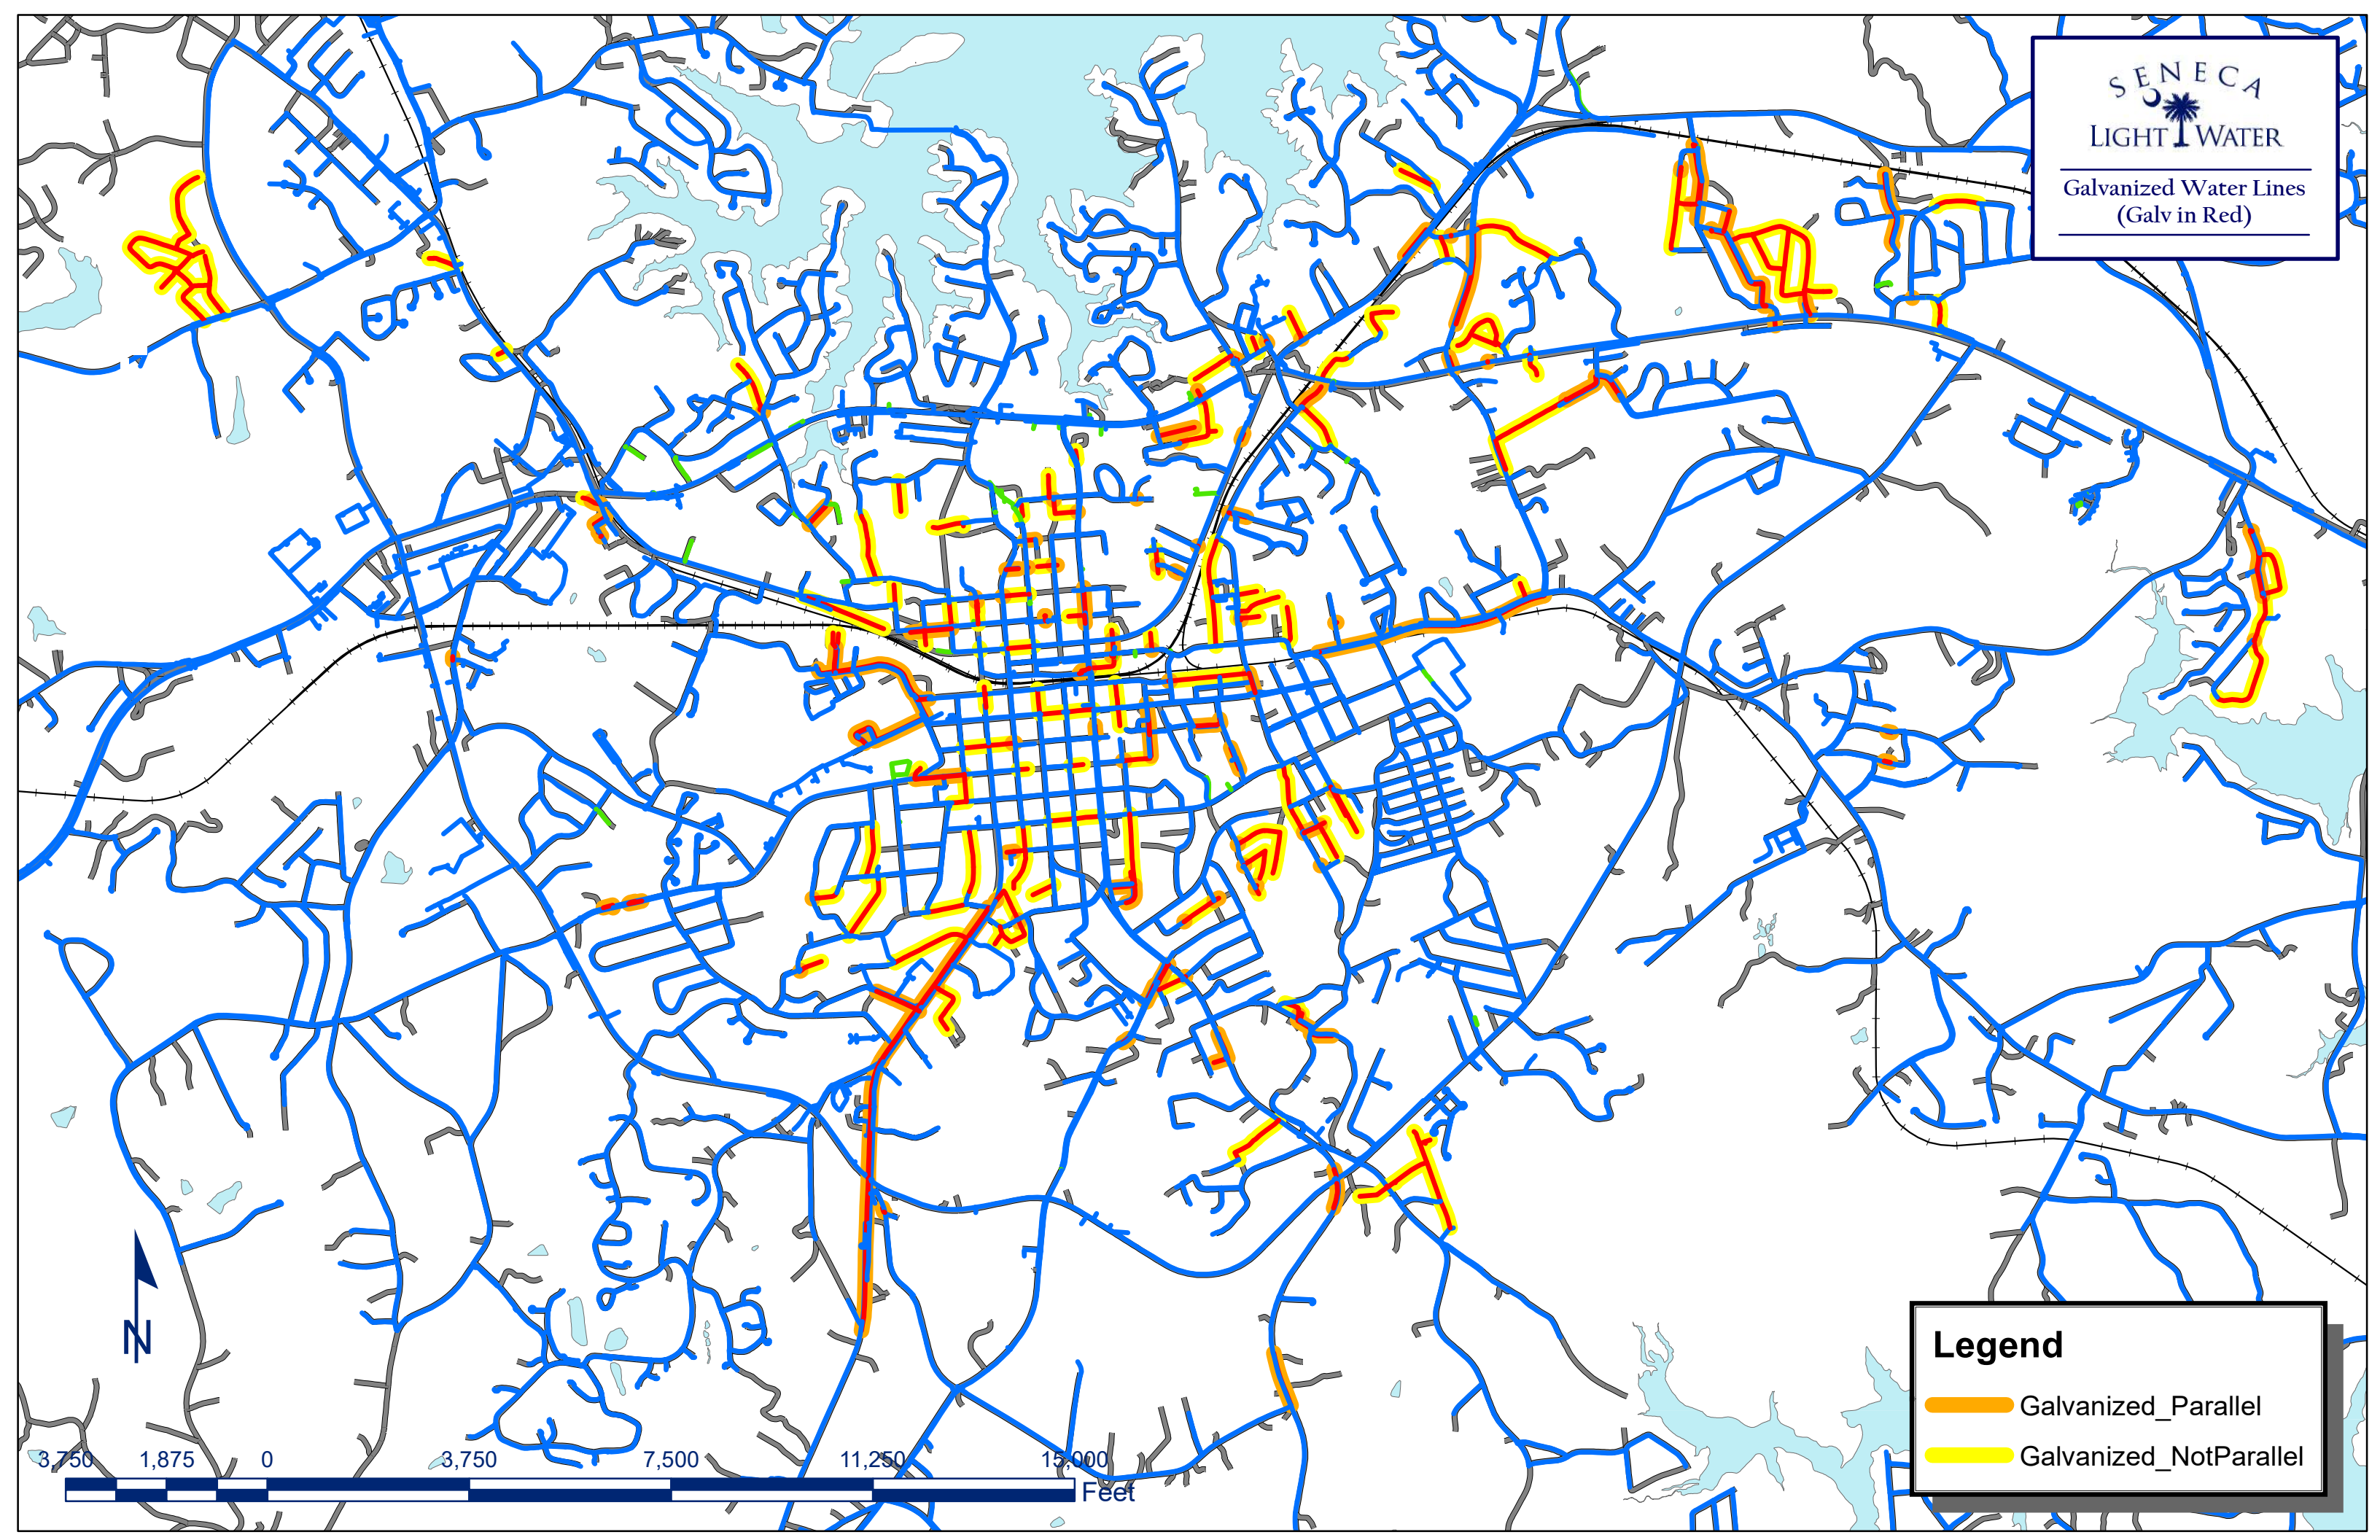 SENECA
LIGHT WATER
Galvanized Water Lines
(Galv in Red)
N
Legend
Galvanized_Parallel
Galvanized_NotParallel
3,750 1,875 0 3,750 7,500 11,250 15,000
Feet